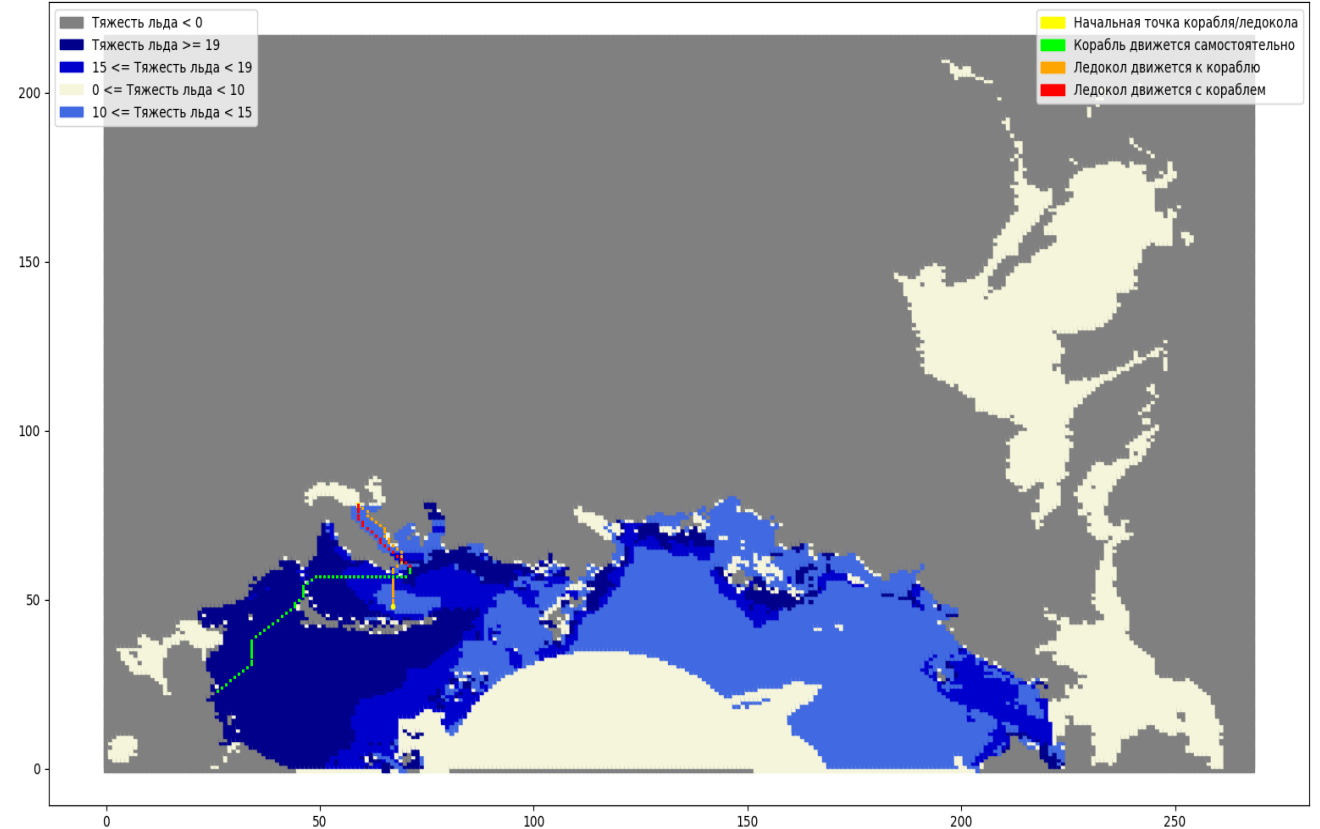 Тяжесть льда < 0
Тяжесть льда >= 19
15 <= Тяжесть льда < 19
0 <= Тяжесть льда < 10
10 <= Тяжесть льда < 15
Начальная точка корабля/ледокола
Корабль движется самостоятельно
Ледокол движется к кораблю
Ледокол движется с кораблем
200
150
100
50
0
0
50
100
150
200
250